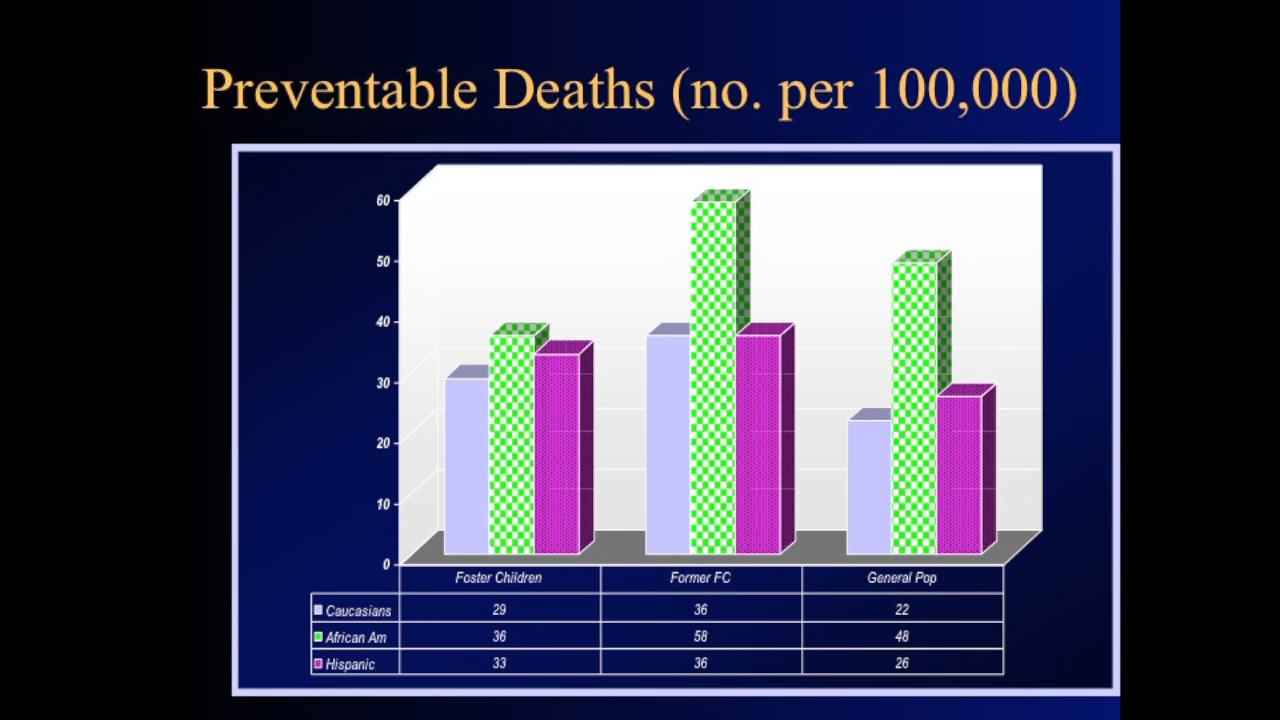 Preventable Deaths (no. per 100,000)
60
50
40
30
20
10
0
Foster Children Former FC General Pop
Caucasians 29 36 22
African Am 36 58 48
Hispanic 33 36 26